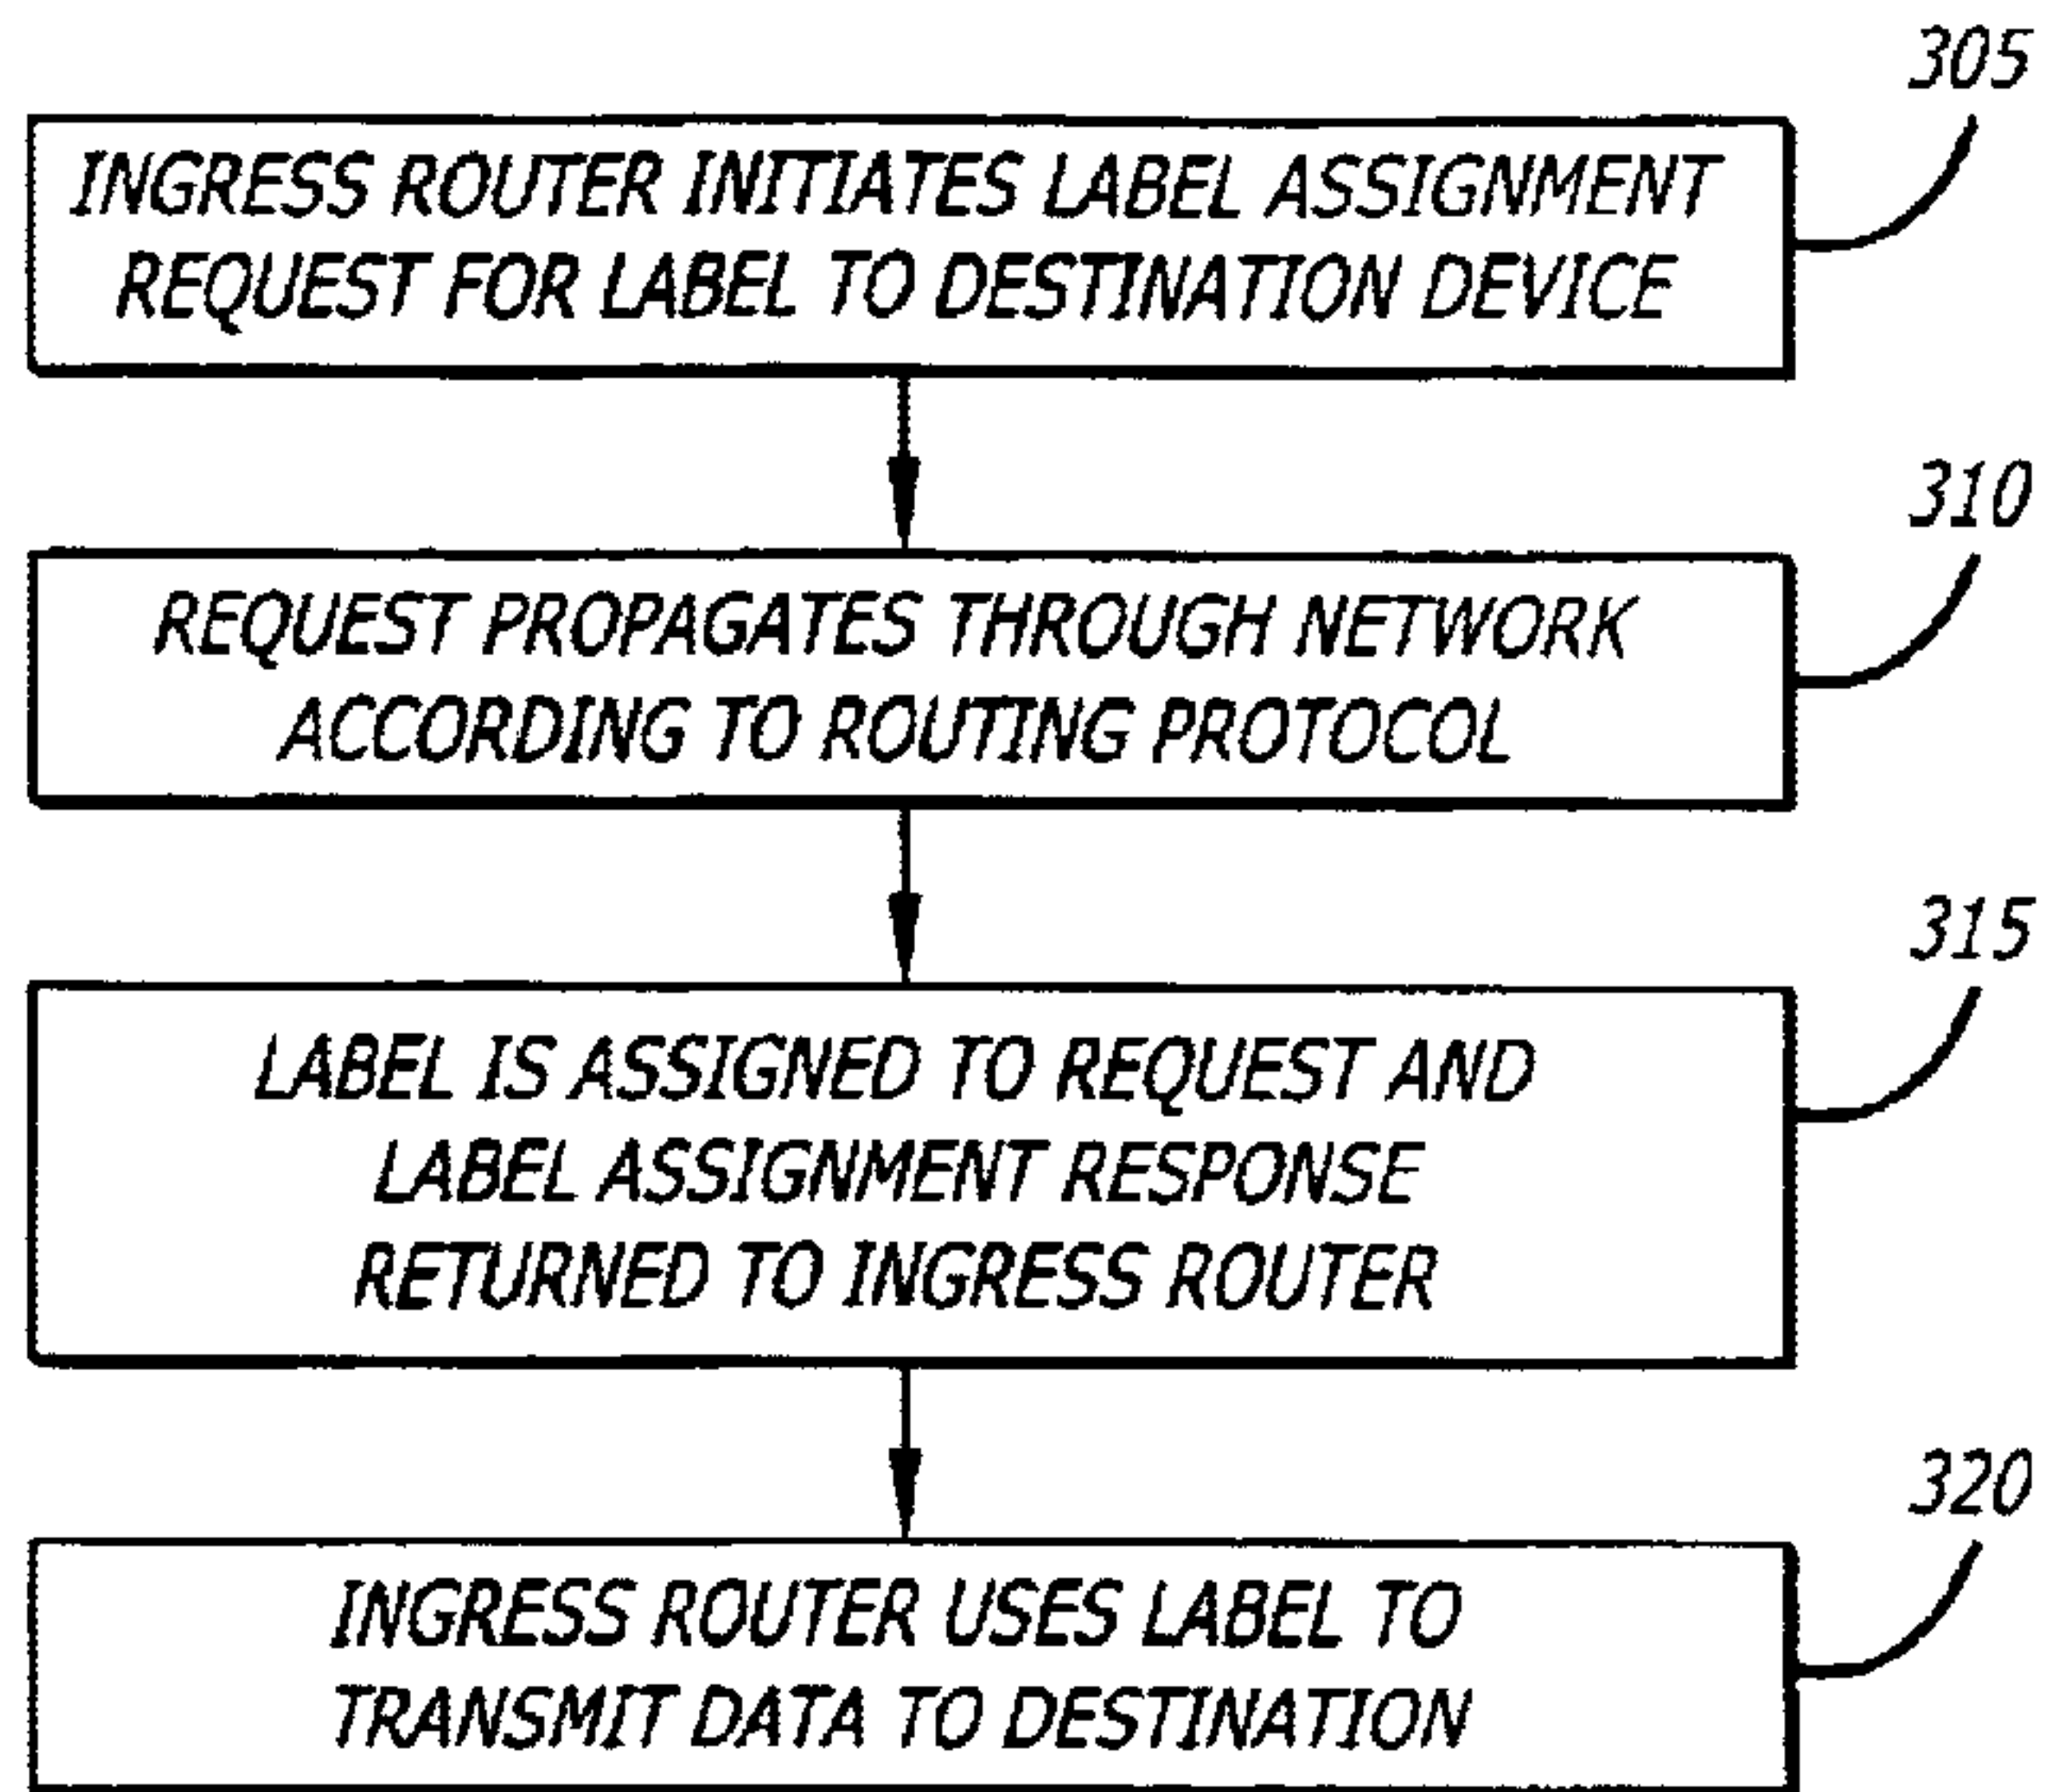 305
INGRESS ROUTER INITIATES LABEL ASSIGNMENT
REQUEST FOR LABEL TO DESTINATION DEVICE
310
REQUEST PROPAGATES THROUGH NETWORK
ACCORDING TO ROUTING PROTOCOL
315
LABEL IS ASSIGNED TO REQUEST AND
LABEL ASSIGNMENT RESPONSE
RETURNED TO INGRESS ROUTER
320
INGRESS ROUTER USES LABEL TO
TRANSMIT DATA TO DESTINATION